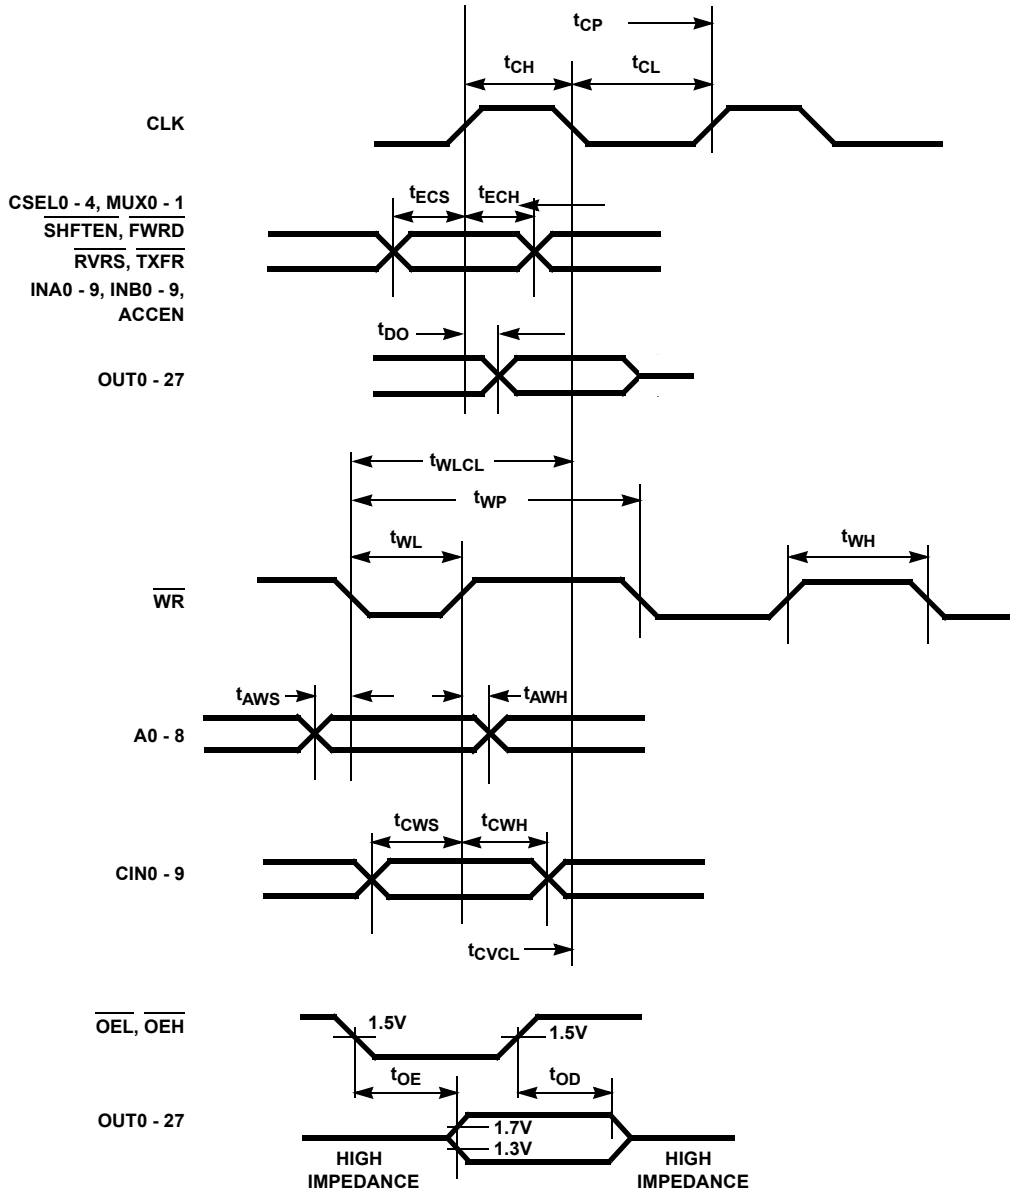 tCP
tCH
tCL
CLK
tECS
tECH
CSEL0 - 4, MUX0 - 1
SHFTEN, FWRD
RVRS, TXFR
INA0 - 9, INB0 - 9,
ACCEN
tDO
OUT0 - 27
tWLCL
tWP
tWL
tWH
WR
tAWS
tAWH
A0 - 8
tCWS
tCWH
CIN0 - 9
tCVCL
OEL, OEH
1.5V
1.5V
tOE
tOD
OUT0 - 27
1.7V
1.3V
HIGH
IMPEDANCE
HIGH
IMPEDANCE